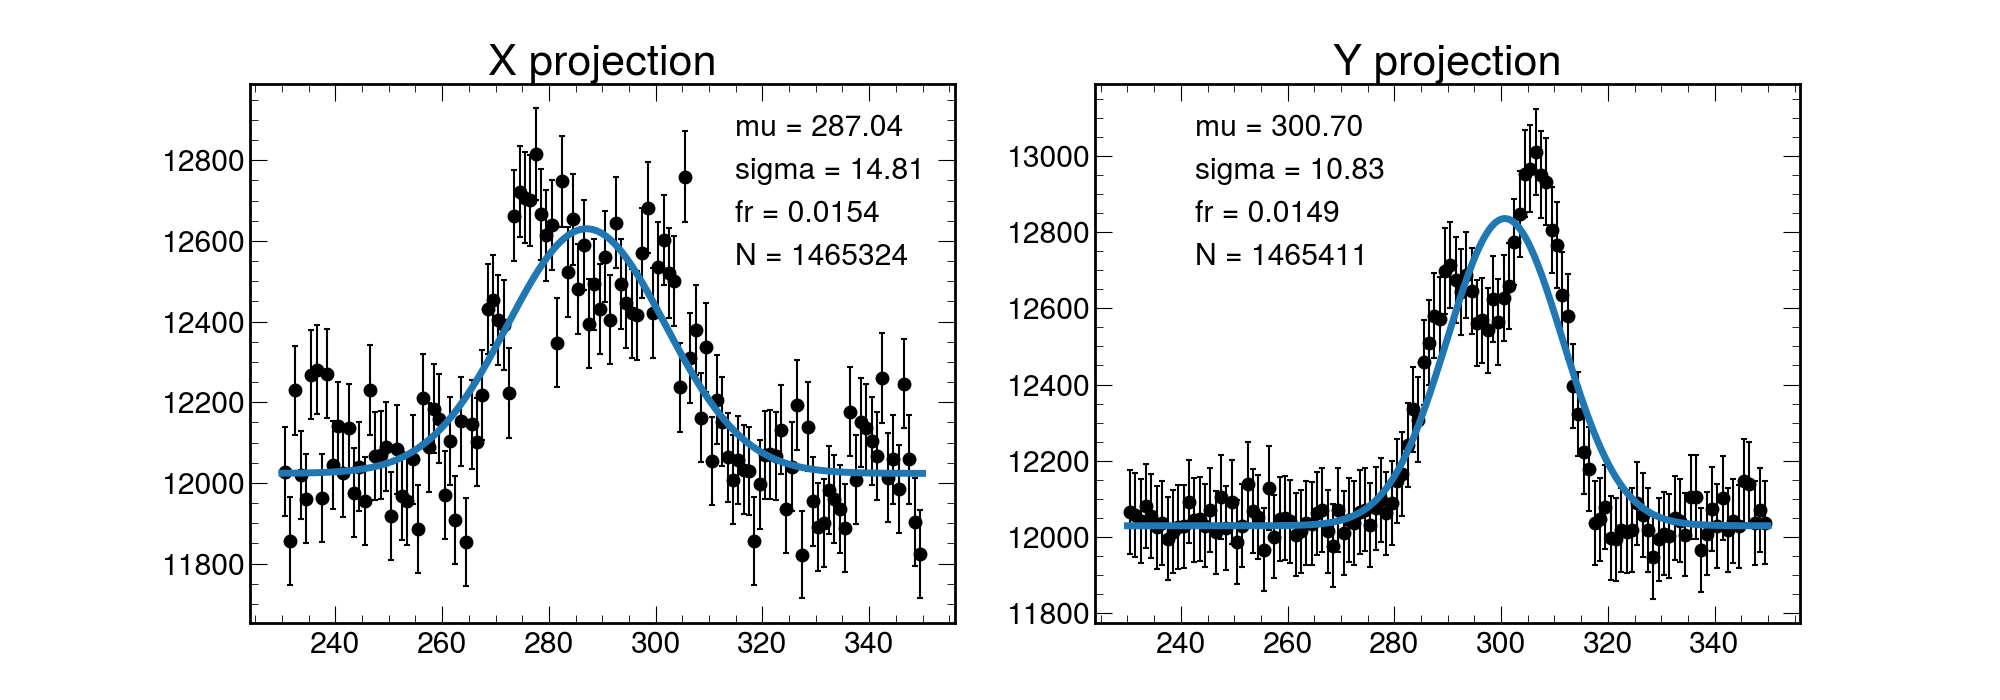 X projection
mu = 287.04
sigma = 14.81
fr = 0.0154
N = 1465324
12800
12600
12400
12200
12000
11800
240 260 280 300 320 340
Y projection
mu = 300.70
sigma = 10.83
fr = 0.0149
N = 1465411
13000
12800
12600
12400
12200
12000
11800
240 260 280 300 320 340